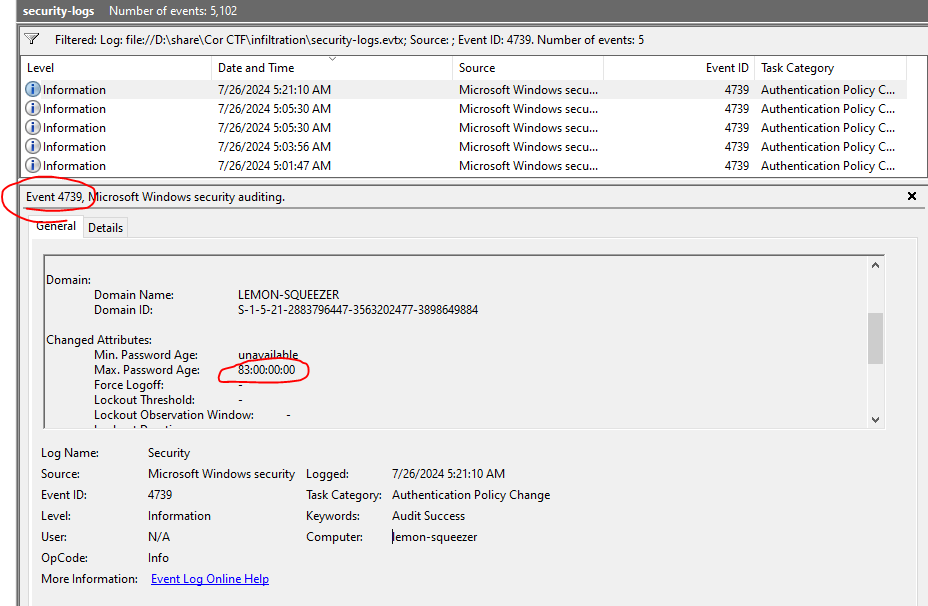 security-logs Number of events: 5,102
Filtered: Log: file://D:\share\Cor CTF\infiltration\security-logs.evtx; Source: ; Event ID: 4739. Number of events: 5
Level Date and Time Source Event ID Task Category
Information 7/26/2024 5:21:10 AM Microsoft Windows secu... 4739 Authentication Policy C...
Information 7/26/2024 5:05:30 AM Microsoft Windows secu... 4739 Authentication Policy C...
Information 7/26/2024 5:05:30 AM Microsoft Windows secu... 4739 Authentication Policy C...
Information 7/26/2024 5:03:56 AM Microsoft Windows secu... 4739 Authentication Policy C...
Information 7/26/2024 5:01:47 AM Microsoft Windows secu... 4739 Authentication Policy C...
Event 4739, Microsoft Windows security auditing.
General Details
Domain:
Domain Name: LEMON-SQUEEZER
Domain ID: S-1-5-21-2883796447-3563202477-3898649884
Changed Attributes:
Min. Password Age: unavailable
Max. Password Age: 83:00:00:00
Force Logoff: -
Lockout Threshold: -
Lockout Observation Window: -
Log Name: Security
Source: Microsoft Windows security Logged: 7/26/2024 5:21:10 AM
Event ID: 4739 Task Category: Authentication Policy Change
Level: Information Keywords: Audit Success
User: N/A Computer: lemon-squeezer
OpCode: Info
More Information: Event Log Online Help